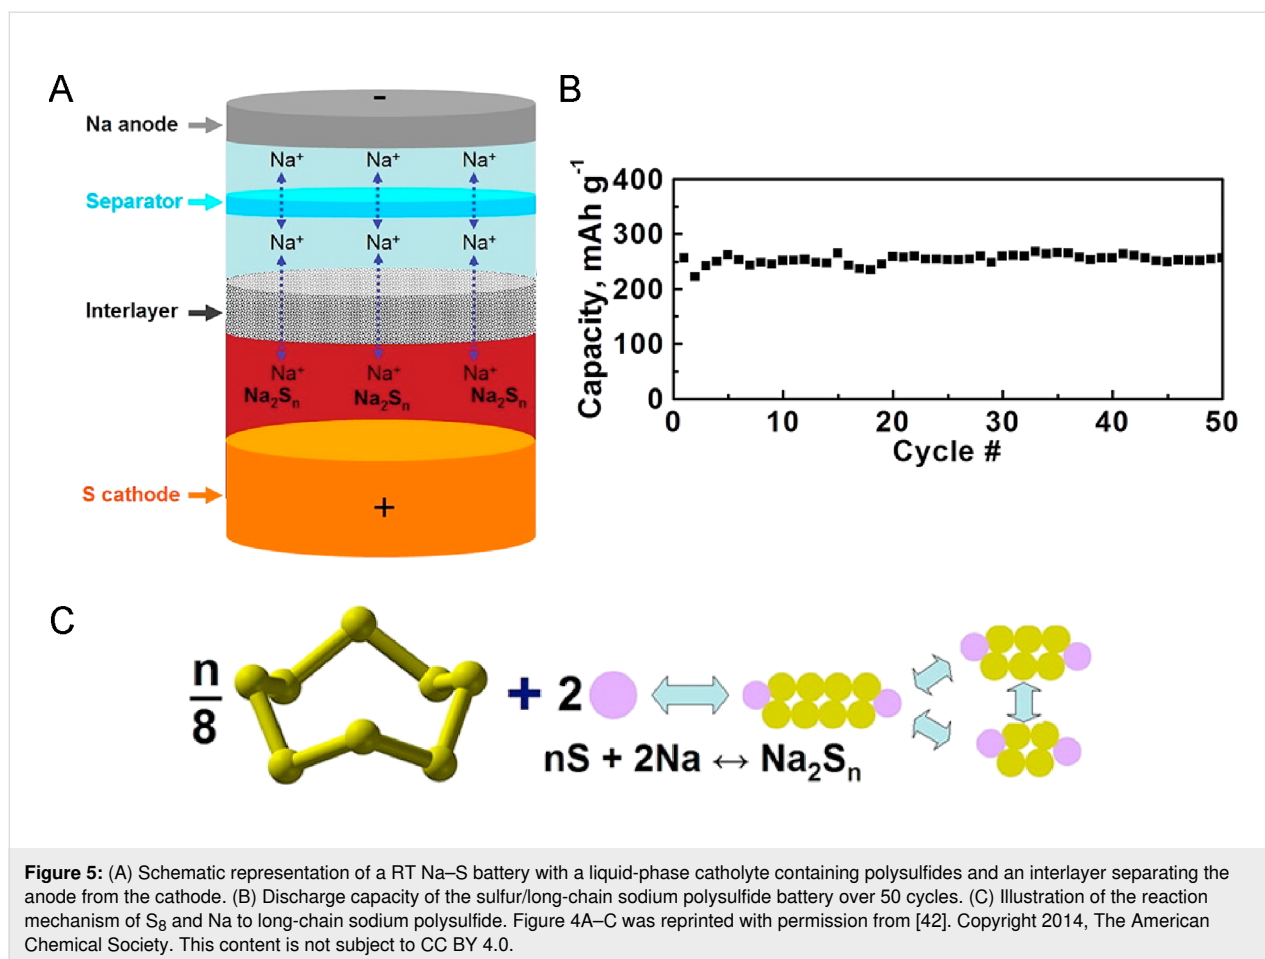 A
-
Na anode
Na⁺ Na⁺ Na⁺
Separator
Na⁺ Na⁺ Na⁺
Interlayer
Na⁺ Na⁺ Na⁺
Na₂Sₙ Na₂Sₙ Na₂Sₙ
S cathode
+
B
Capacity, mAh g⁻¹
400
300
200
100
0
0 10 20 30 40 50
Cycle #
C
n
8
+ 2
nS + 2Na ↔ Na₂Sₙ
Figure 5: (A) Schematic representation of a RT Na–S battery with a liquid-phase catholyte containing polysulfides and an interlayer separating the
anode from the cathode. (B) Discharge capacity of the sulfur/long-chain sodium polysulfide battery over 50 cycles. (C) Illustration of the reaction
mechanism of S₈ and Na to long-chain sodium polysulfide. Figure 4A–C was reprinted with permission from [42]. Copyright 2014, The American
Chemical Society. This content is not subject to CC BY 4.0.